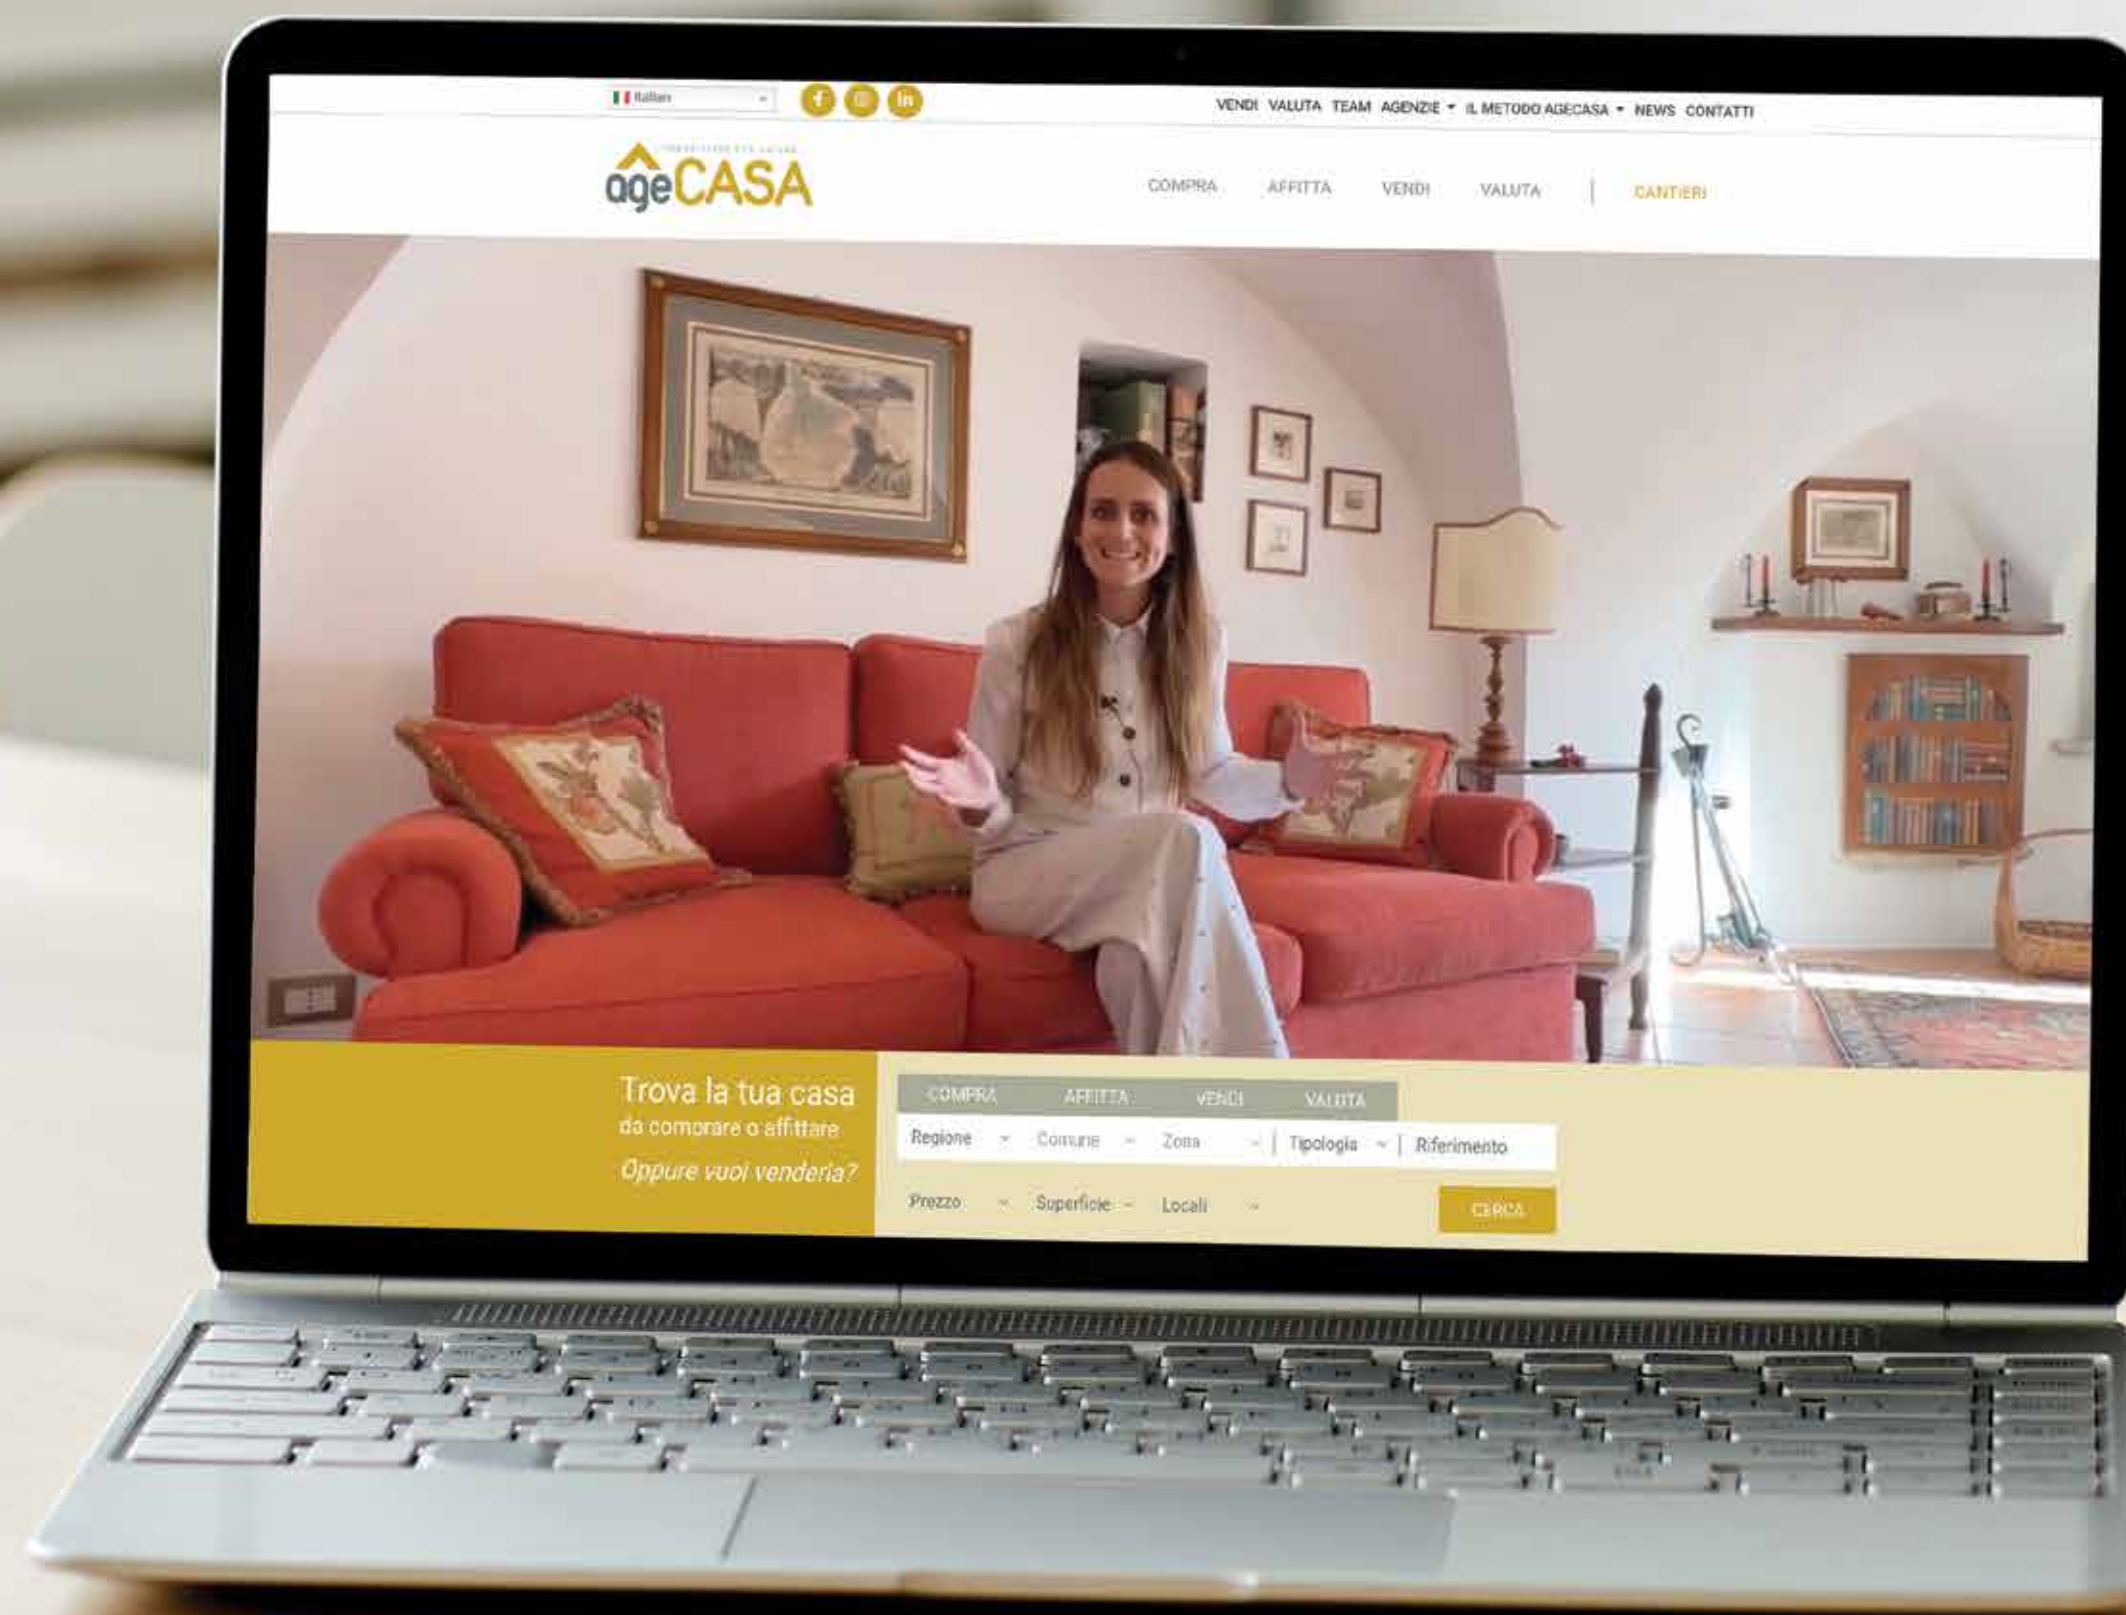 Italian
f in
VENDI VALUTA TEAM AGENZIE IL METODO AGECASA NEWS CONTATTI
ageCASA
COMPRA AFFITTA VENDI VALUTA | CANTIERI
Trova la tua casa
da comprare o affittare
Oppure vuoi venderla?
COMPRA AFFITTA VENDI VALUTA
Regione Comune Zona | Tipologia | Riferimento
Prezzo Superficie Locali CERCA